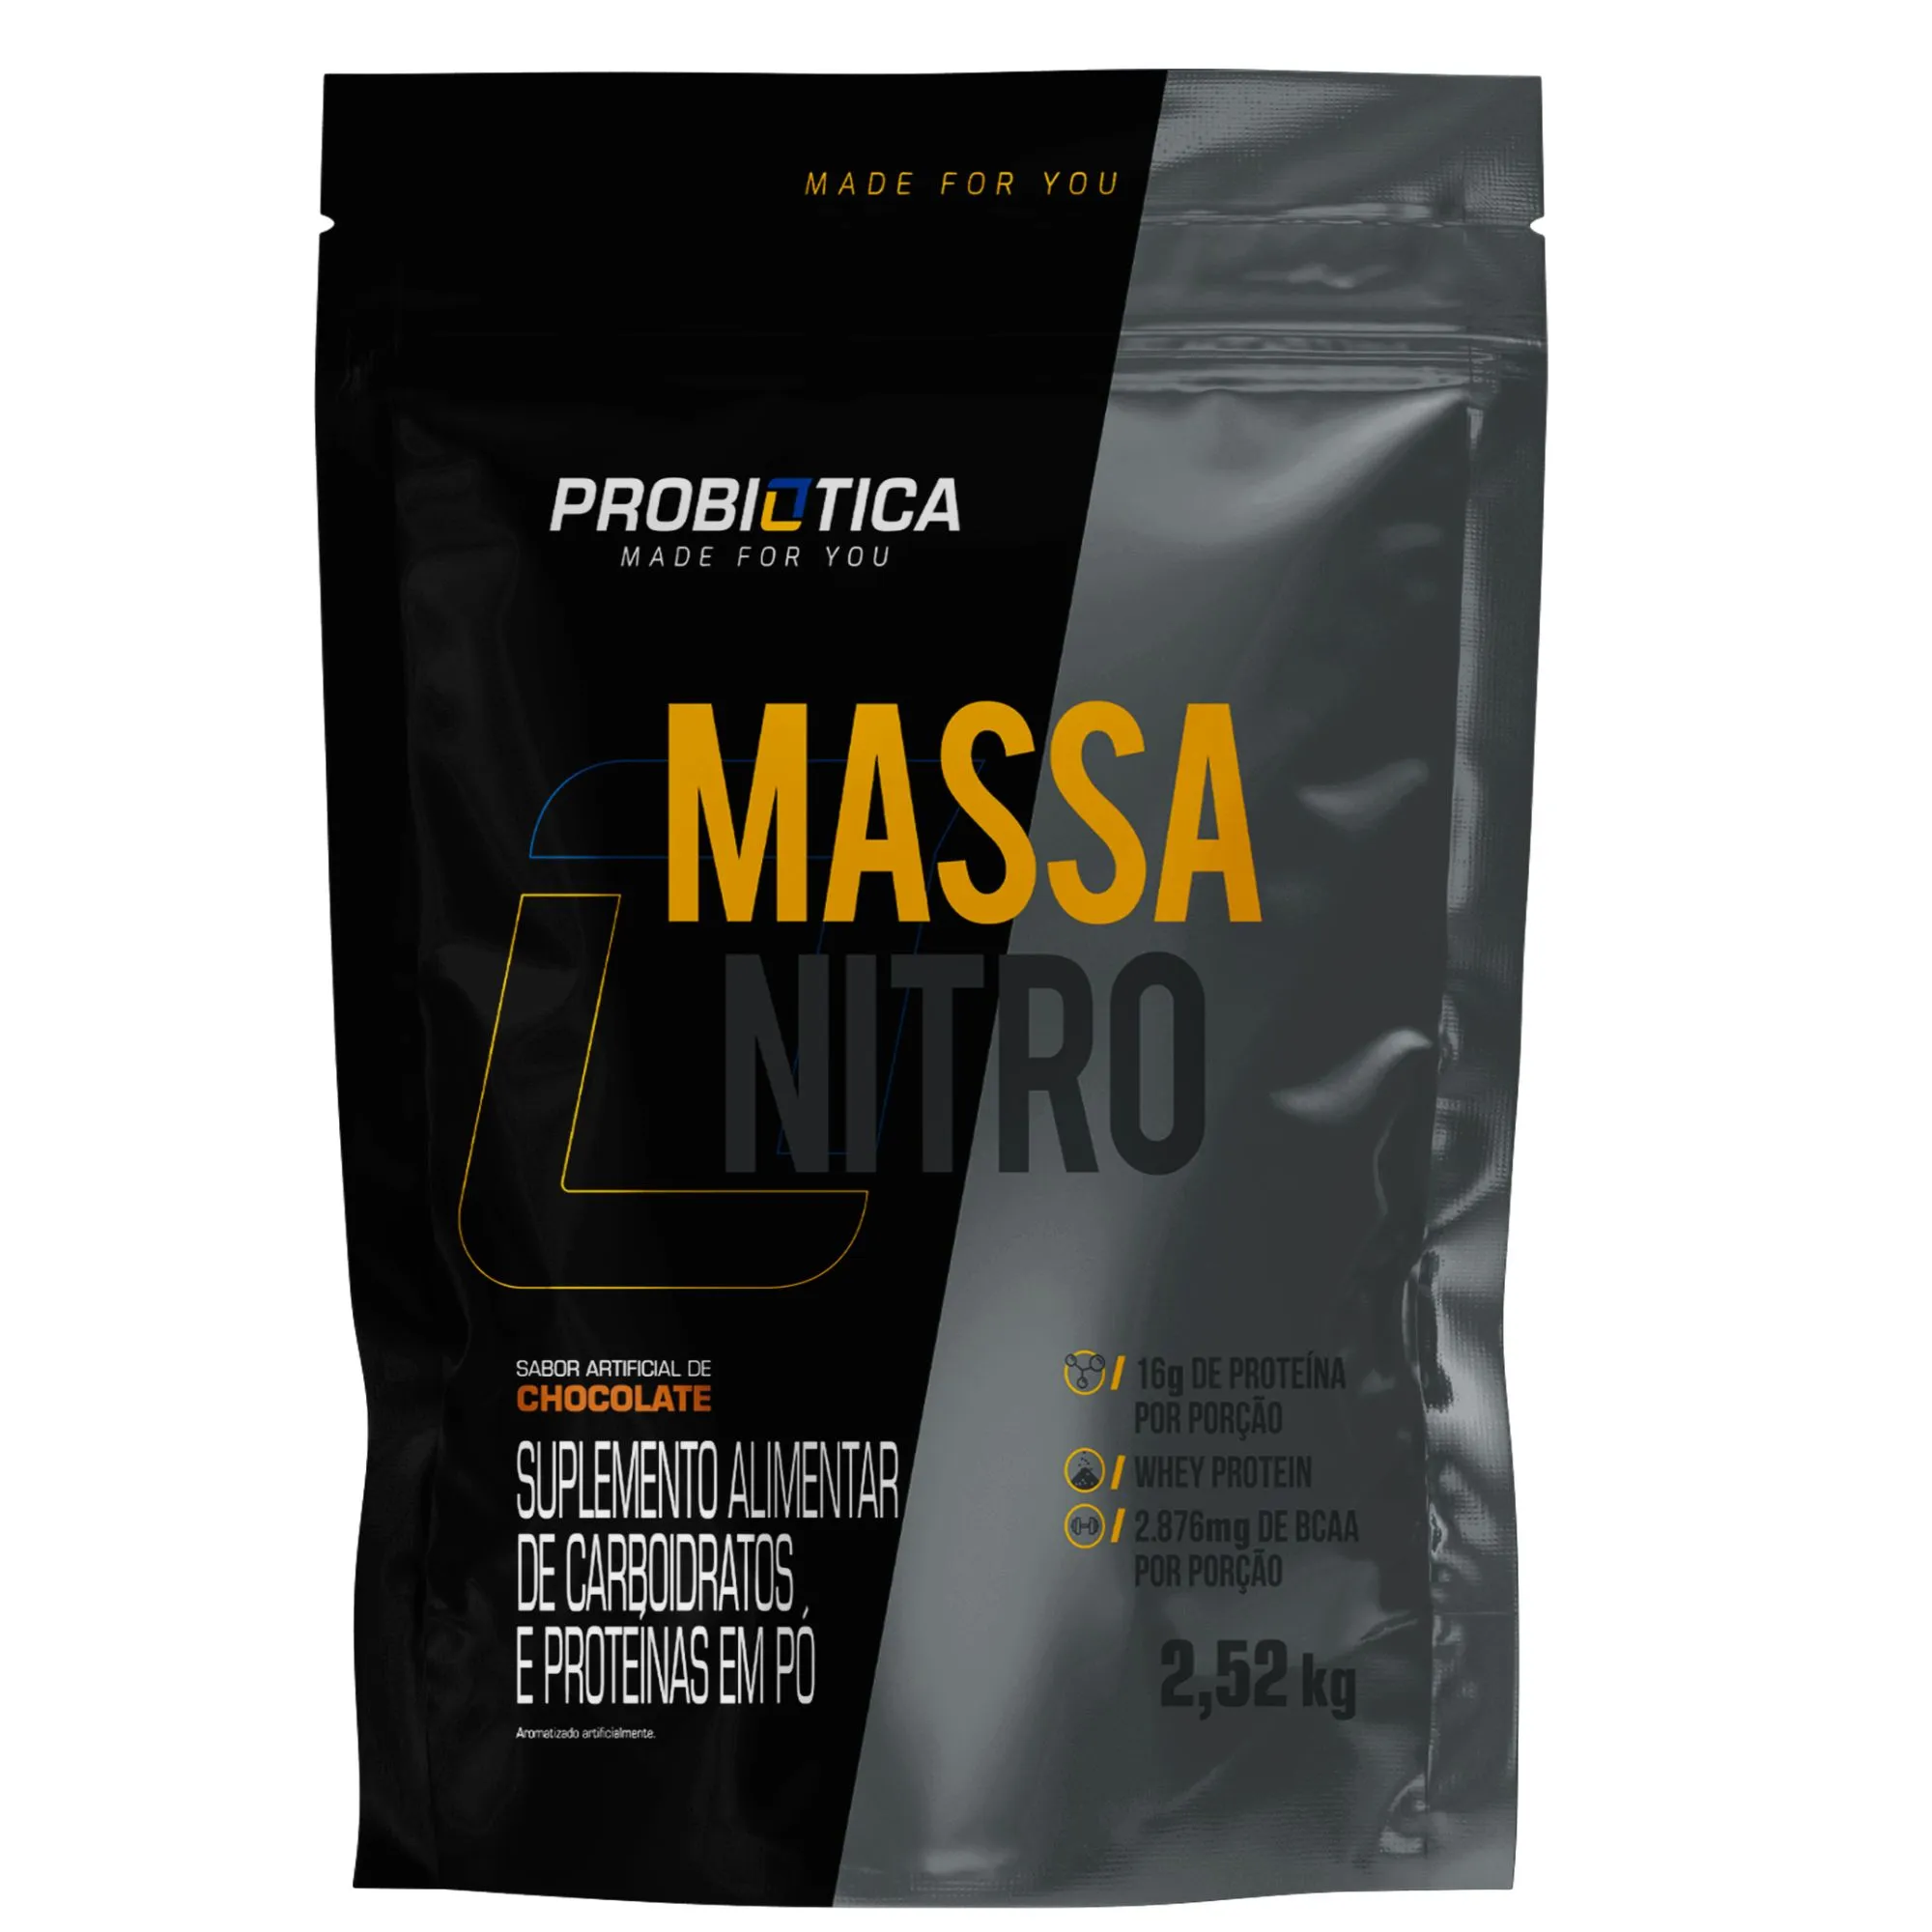 MADE FOR YOU
PROBIOTICA
MADE FOR YOU
MASSA
NITRO
SABOR ARTIFICIAL DE
CHOCOLATE
SUPLEMENTO ALIMENTAR
DE CARBOIDRATOS
E PROTEÍNAS EM PÓ
Aromatizado artificialmente.
16g DE PROTEÍNA
POR PORÇÃO
WHEY PROTEIN
2.876mg DE BCAA
POR PORÇÃO
2,52 kg